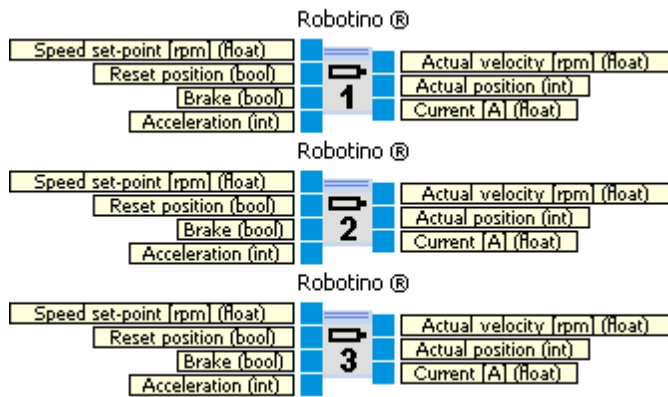 Robotino ®
Speed set-point [rpm] (float)
Reset position (bool)
Brake (bool)
Acceleration (int)
1
Actual velocity [rpm] (float)
Actual position (int)
Current [A] (float)
Robotino ®
Speed set-point [rpm] (float)
Reset position (bool)
Brake (bool)
Acceleration (int)
2
Actual velocity [rpm] (float)
Actual position (int)
Current [A] (float)
Robotino ®
Speed set-point [rpm] (float)
Reset position (bool)
Brake (bool)
Acceleration (int)
3
Actual velocity [rpm] (float)
Actual position (int)
Current [A] (float)